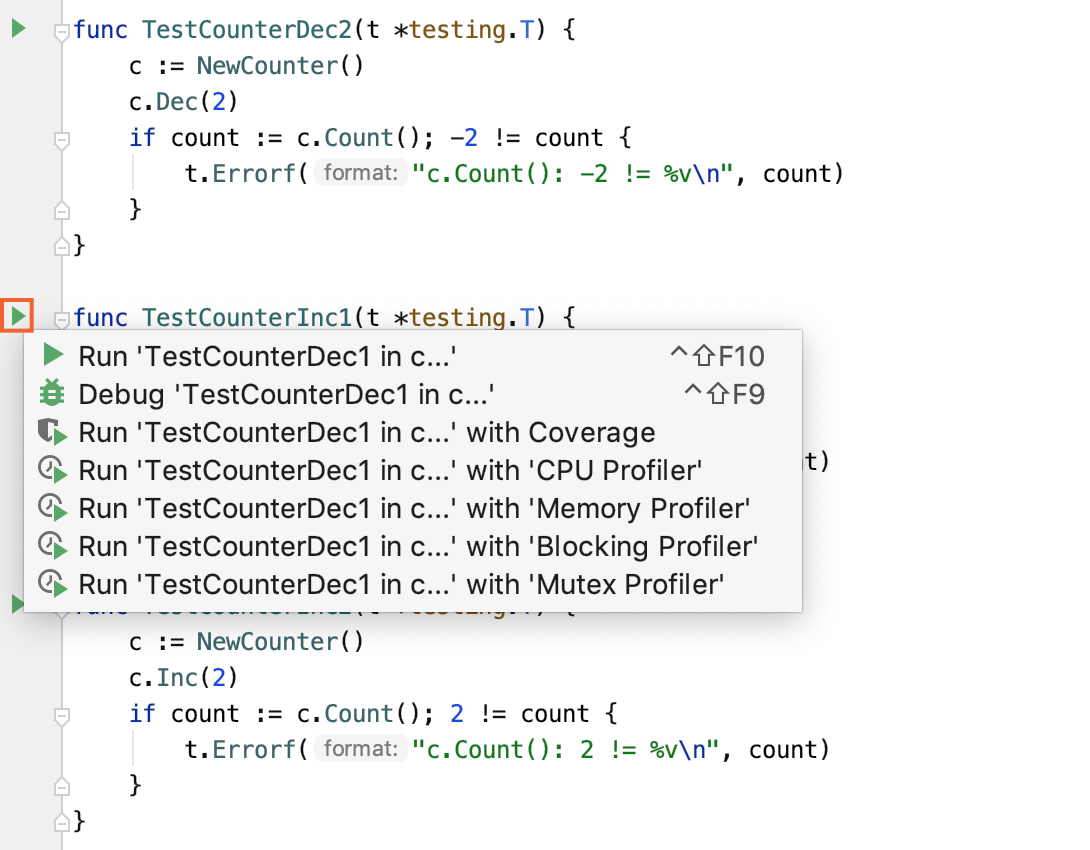 func TestCounterDec2(t *testing.T) {
c := NewCounter()
c.Dec(2)
if count := c.Count(); -2 != count {
t.Errorf( format: "c.Count(): -2 != %v\n", count)
}
}
func TestCounterInc1(t *testing.T) {
Run 'TestCounterDec1 in c...' ^⇧F10
Debug 'TestCounterDec1 in c...' ^⇧F9
Run 'TestCounterDec1 in c...' with Coverage
t)
Run 'TestCounterDec1 in c...' with 'CPU Profiler'
Run 'TestCounterDec1 in c...' with 'Memory Profiler'
Run 'TestCounterDec1 in c...' with 'Blocking Profiler'
Run 'TestCounterDec1 in c...' with 'Mutex Profiler'
func TestCounterInc2(t *testing.T) {
c := NewCounter()
c.Inc(2)
if count := c.Count(); 2 != count {
t.Errorf( format: "c.Count(): 2 != %v\n", count)
}
}